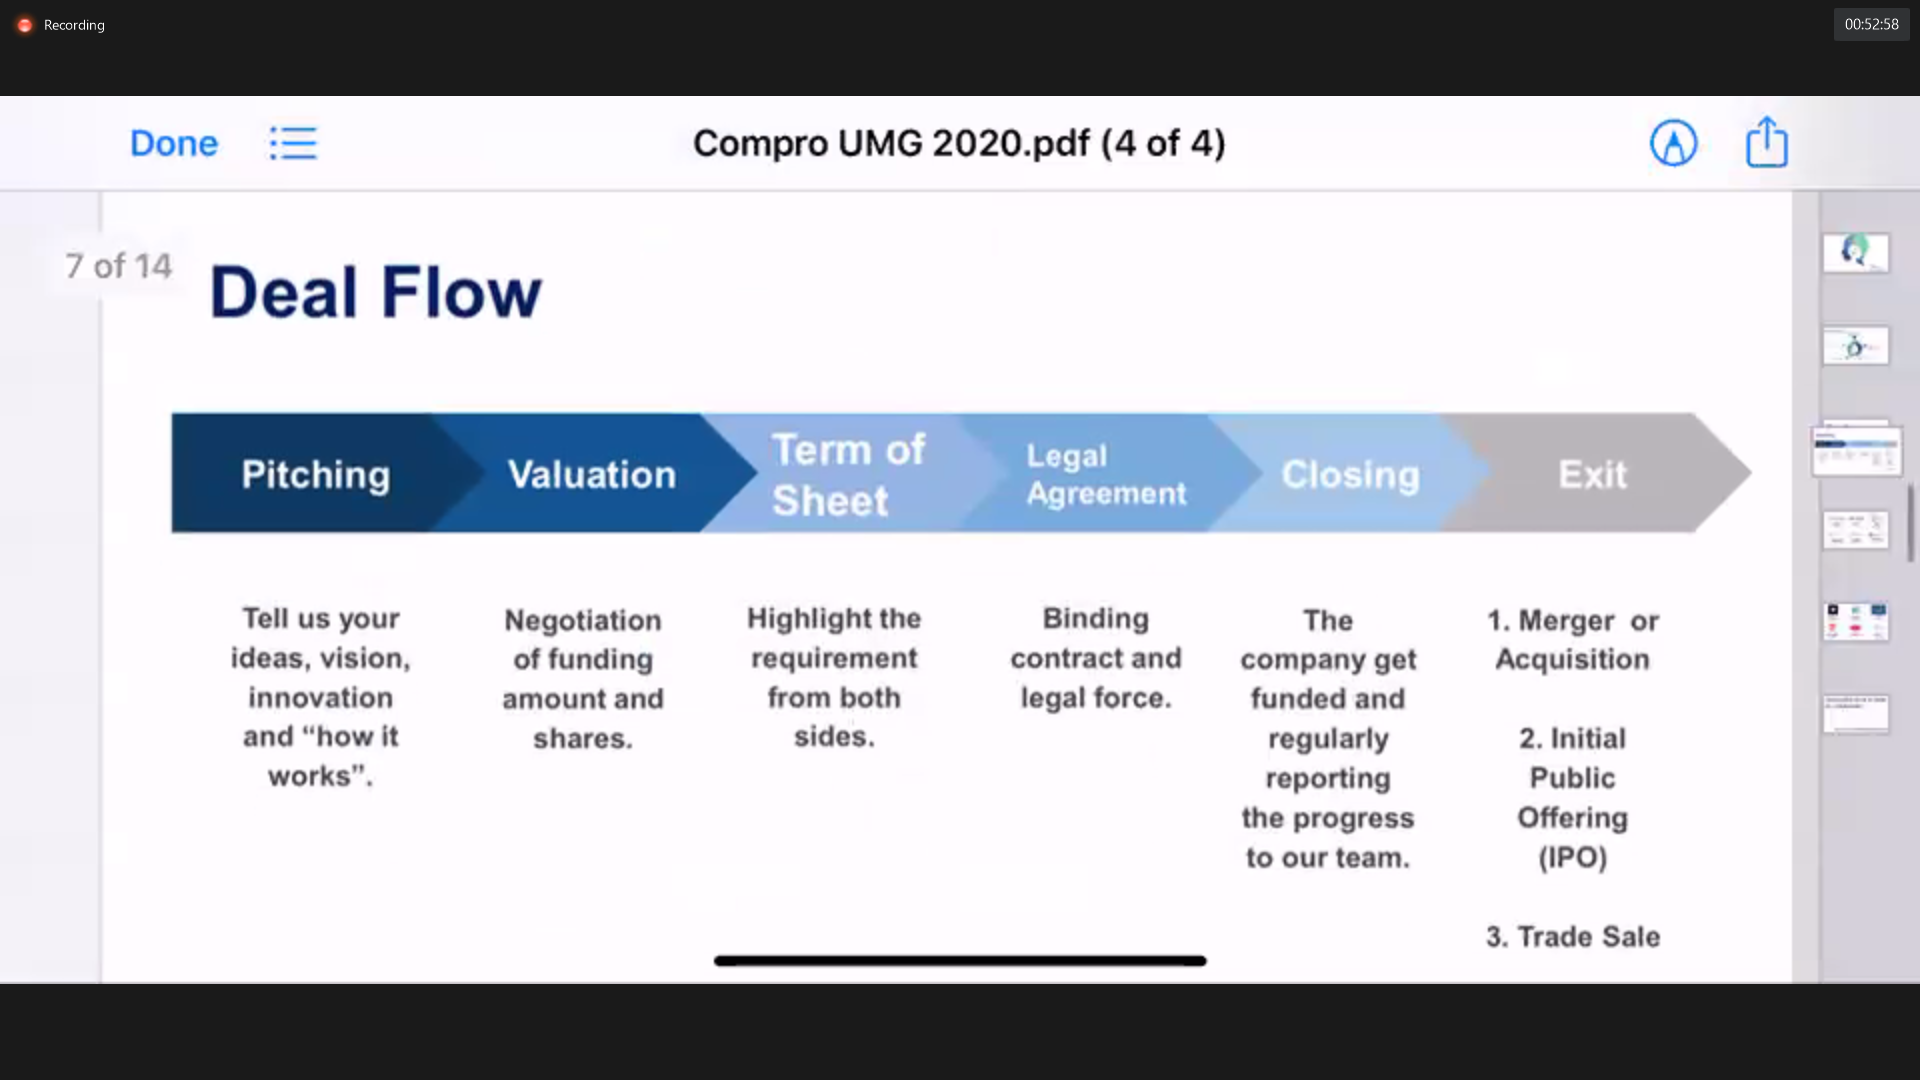 Recording
00:52:58
Done
Compro UMG 2020.pdf (4 of 4)
7 of 14
Deal Flow
Pitching
Valuation
Term of
Sheet
Legal
Agreement
Closing
Exit
Tell us your
ideas, vision,
innovation
and “how it
works”.
Negotiation
of funding
amount and
shares.
Highlight the
requirement
from both
sides.
Binding
contract and
legal force.
The
company get
funded and
regularly
reporting
the progress
to our team.
1. Merger or
Acquisition
2. Initial
Public
Offering
(IPO)
3. Trade Sale